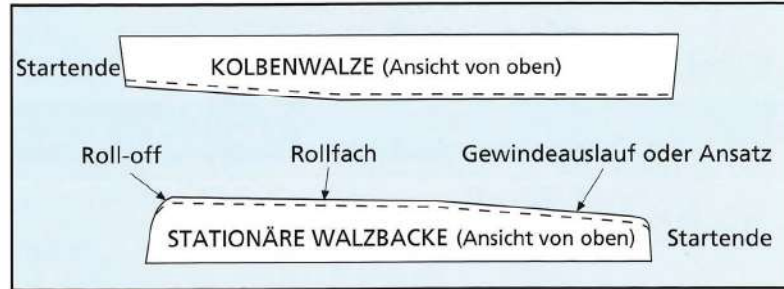 Startende KOLBENWALZE (Ansicht von oben)
Roll-off Rollfach Gewindeauslauf oder Ansatz
STATIONÄRE WALZBACKE (Ansicht von oben) Startende